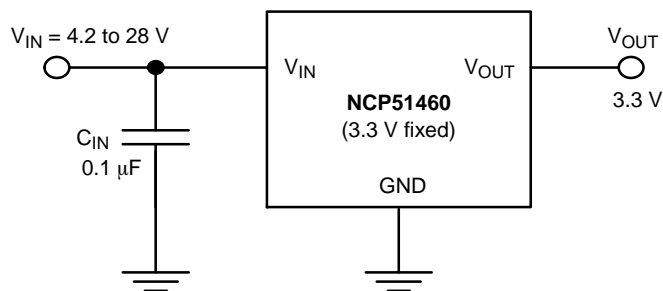 V_IN = 4.2 to 28 V
V_IN
V_OUT
V_OUT
NCP51460
3.3 V
(3.3 V fixed)
C_IN
0.1 μF
GND